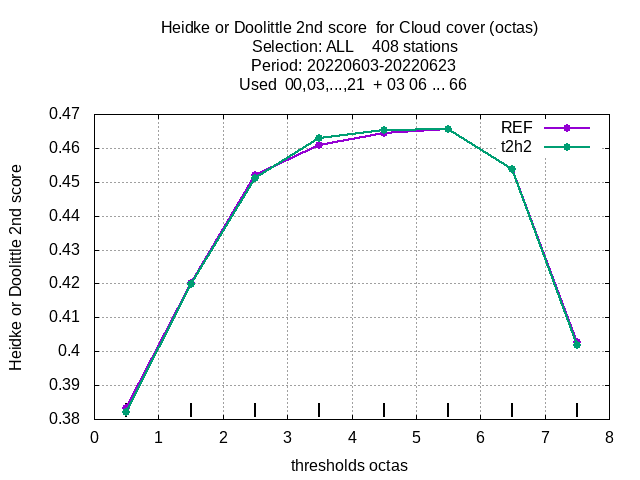 Heidke or Doolittle 2nd score  for Cloud cover (octas)
Selection: ALL    408 stations
Period: 20220603-20220623
Used  00,03,...,21  + 03 06 ... 66
Heidke or Doolittle 2nd score
0.47
0.46
0.45
0.44
0.43
0.42
0.41
0.4
0.39
0.38
REF
t2h2
0 1 2 3 4 5 6 7 8
thresholds octas